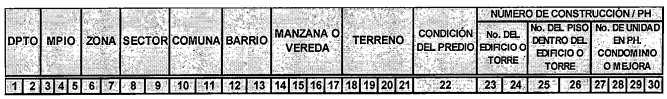 NÚMERO DE CONSTRUCCIÓN / PH
DPTO MPIO ZONA SECTOR COMUNA BARRIO MANZANA O VEREDA TERRENO CONDICIÓN DEL PREDIO No. DEL EDIFICIO O TORRE No. DEL PISO DENTRO DEL EDIFICIO O TORRE No. DE UNIDAD EN PH. CONDOMINIO O MEJORA
1 2 3 4 5 6 7 8 9 10 11 12 13 14 15 16 17 18 19 20 21 22 23 24 25 26 27 28 29 30